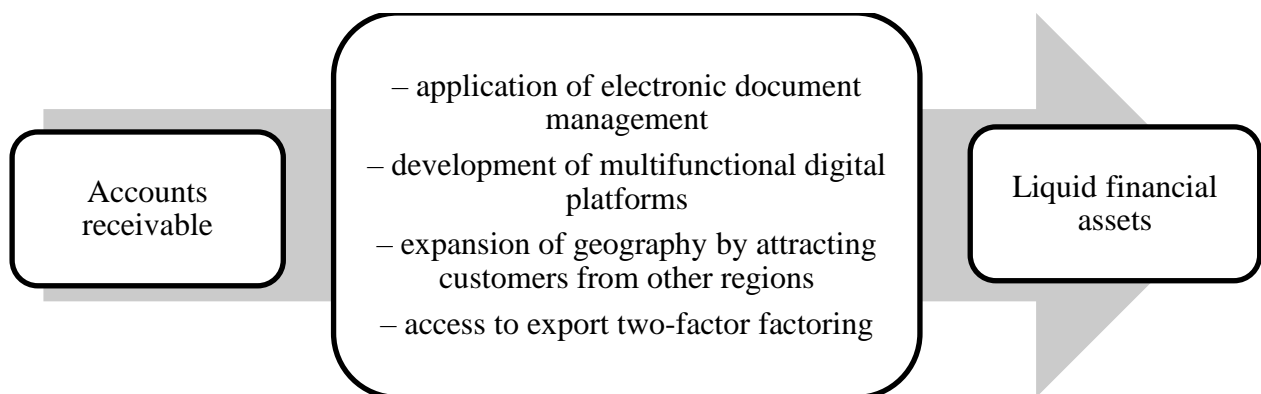 Accounts
receivable
– application of electronic document
management
– development of multifunctional digital
platforms
– expansion of geography by attracting
customers from other regions
– access to export two-factor factoring
Liquid financial
assets